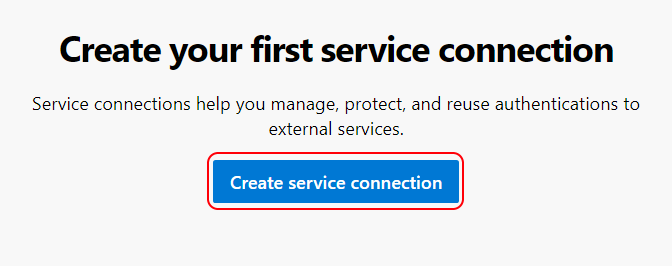 Create your first service connection
Service connections help you manage, protect, and reuse authentications to
external services.
Create service connection